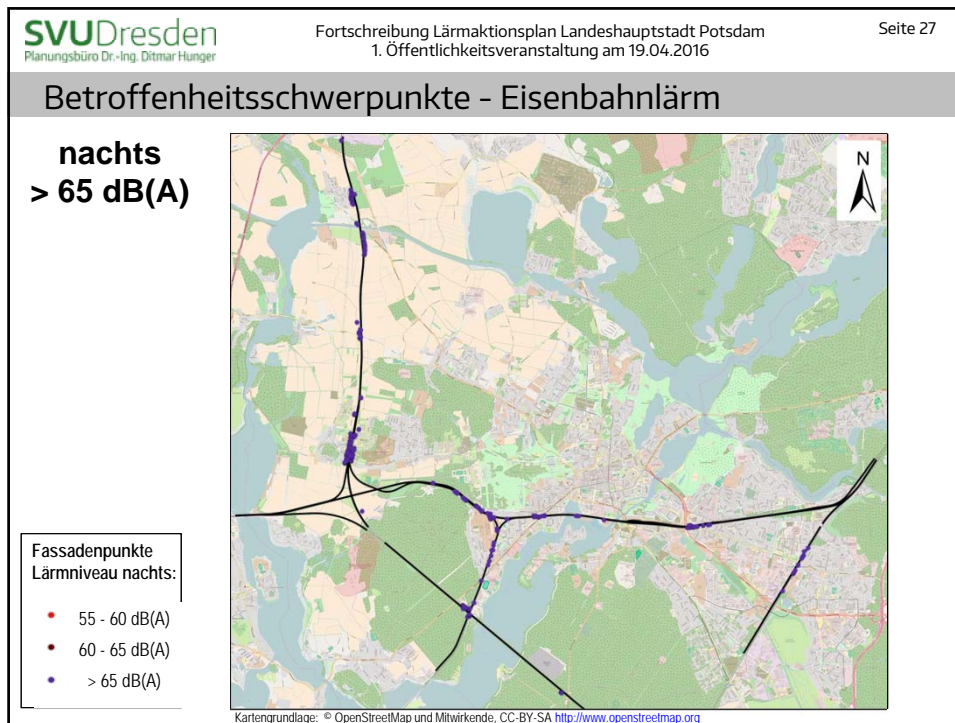 SVUDresden
Planungsbüro Dr.-Ing. Ditmar Hunger
Fortschreibung Lärmaktionsplan Landeshauptstadt Potsdam
1. Öffentlichkeitsveranstaltung am 19.04.2016
Seite 27
Betroffenheitsschwerpunkte - Eisenbahnlärm
nachts
> 65 dB(A)
N
Fassadenpunkte
Lärmniveau nachts:
55 - 60 dB(A)
60 - 65 dB(A)
> 65 dB(A)
Kartengrundlage: © OpenStreetMap und Mitwirkende, CC-BY-SA http://www.openstreetmap.org